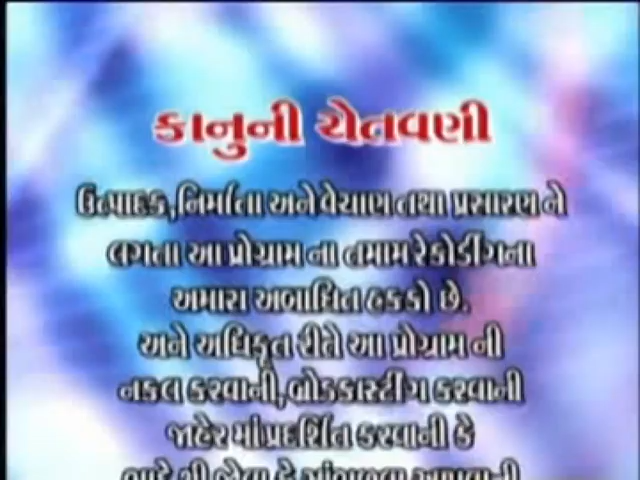 કાનુની ચેતવણી
ઉત્પાદક,નિર્માતા અને વેચાણ તથા પ્રસારણ ને
લગતા આ પ્રોગ્રામ ના તમામ રેકોર્ડીંગના
અમારા અબાધિત હકકો છે.
અને અધિકૃત રીતે આ પ્રોગ્રામ ની
નકલ કરવાની,બ્રોડકાસ્ટીંગ કરવાની
જાહેર માં પ્રદર્શિત કરવાની કે